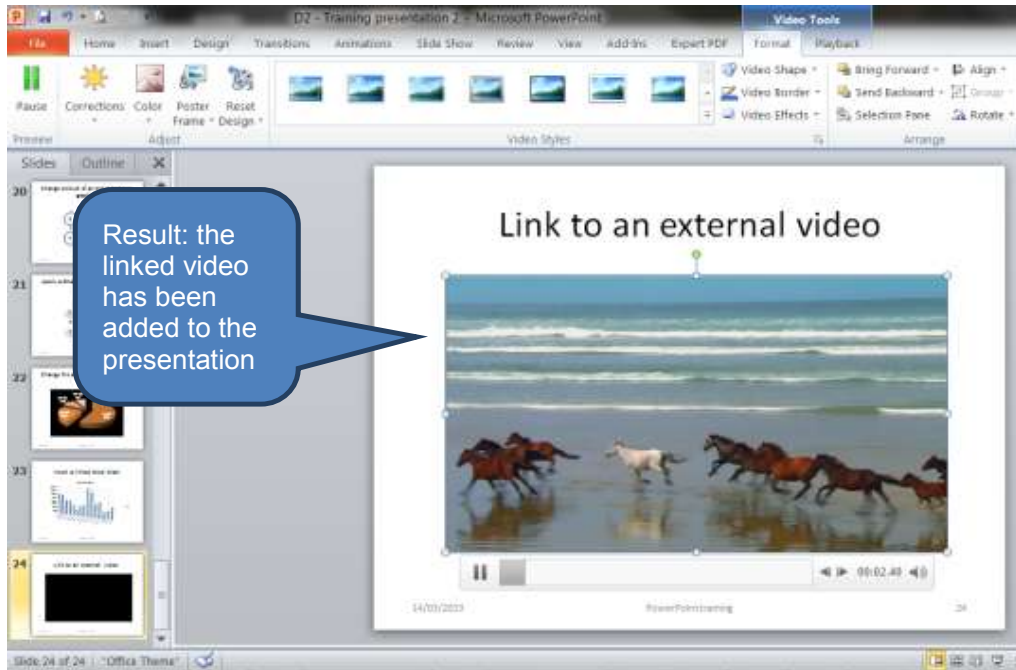 D2 - Training presentation 2 - Microsoft PowerPoint
Video Tools
File Home Insert Design Transitions Animations Slide Show Review View Add-Ins Expert PDF Format Playback
Pause
Corrections
Color
Poster Frame
Reset Design
Video Shape
Video Border
Video Effects
Bring Forward
Send Backward
Selection Pane
Align
Group
Rotate
Preview
Adjust
Video Styles
Arrange
Slides Outline
20
21
22
23
24
Result: the
linked video
has been
added to the
presentation
Link to an external video
00:02.40
14/03/2013
PowerPoint training
24
Slide 24 of 24
"Office Theme"